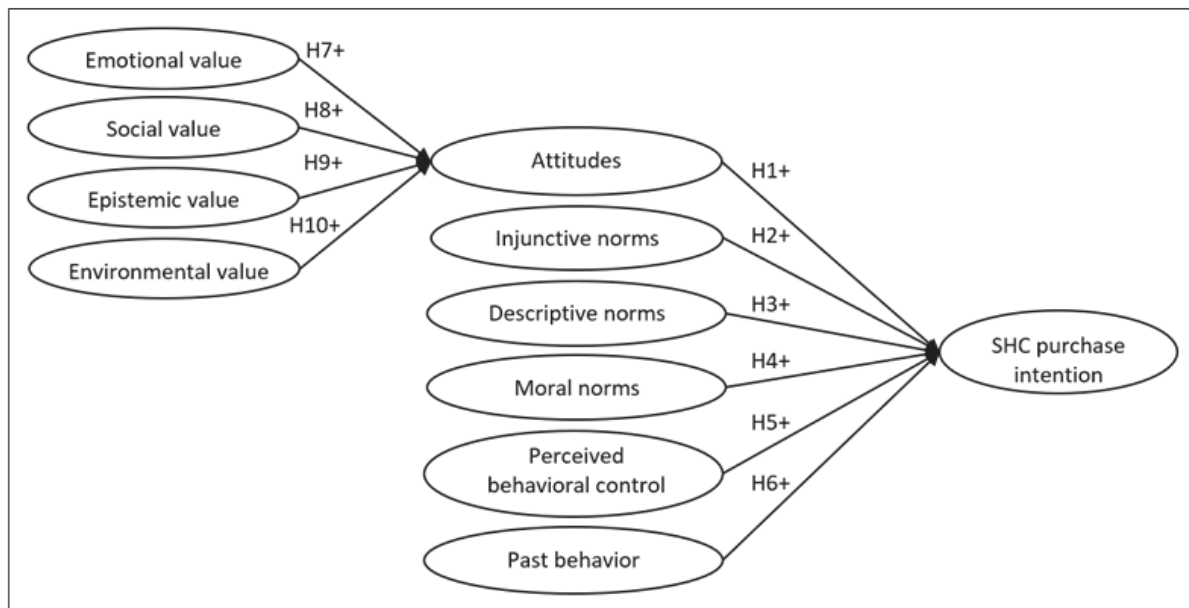 Emotional value
H7+
Social value
H8+
Epistemic value
H9+
Environmental value
H10+
Attitudes
H1+
Injunctive norms
H2+
Descriptive norms
H3+
Moral norms
H4+
Perceived
behavioral control
H5+
Past behavior
H6+
SHC purchase
intention